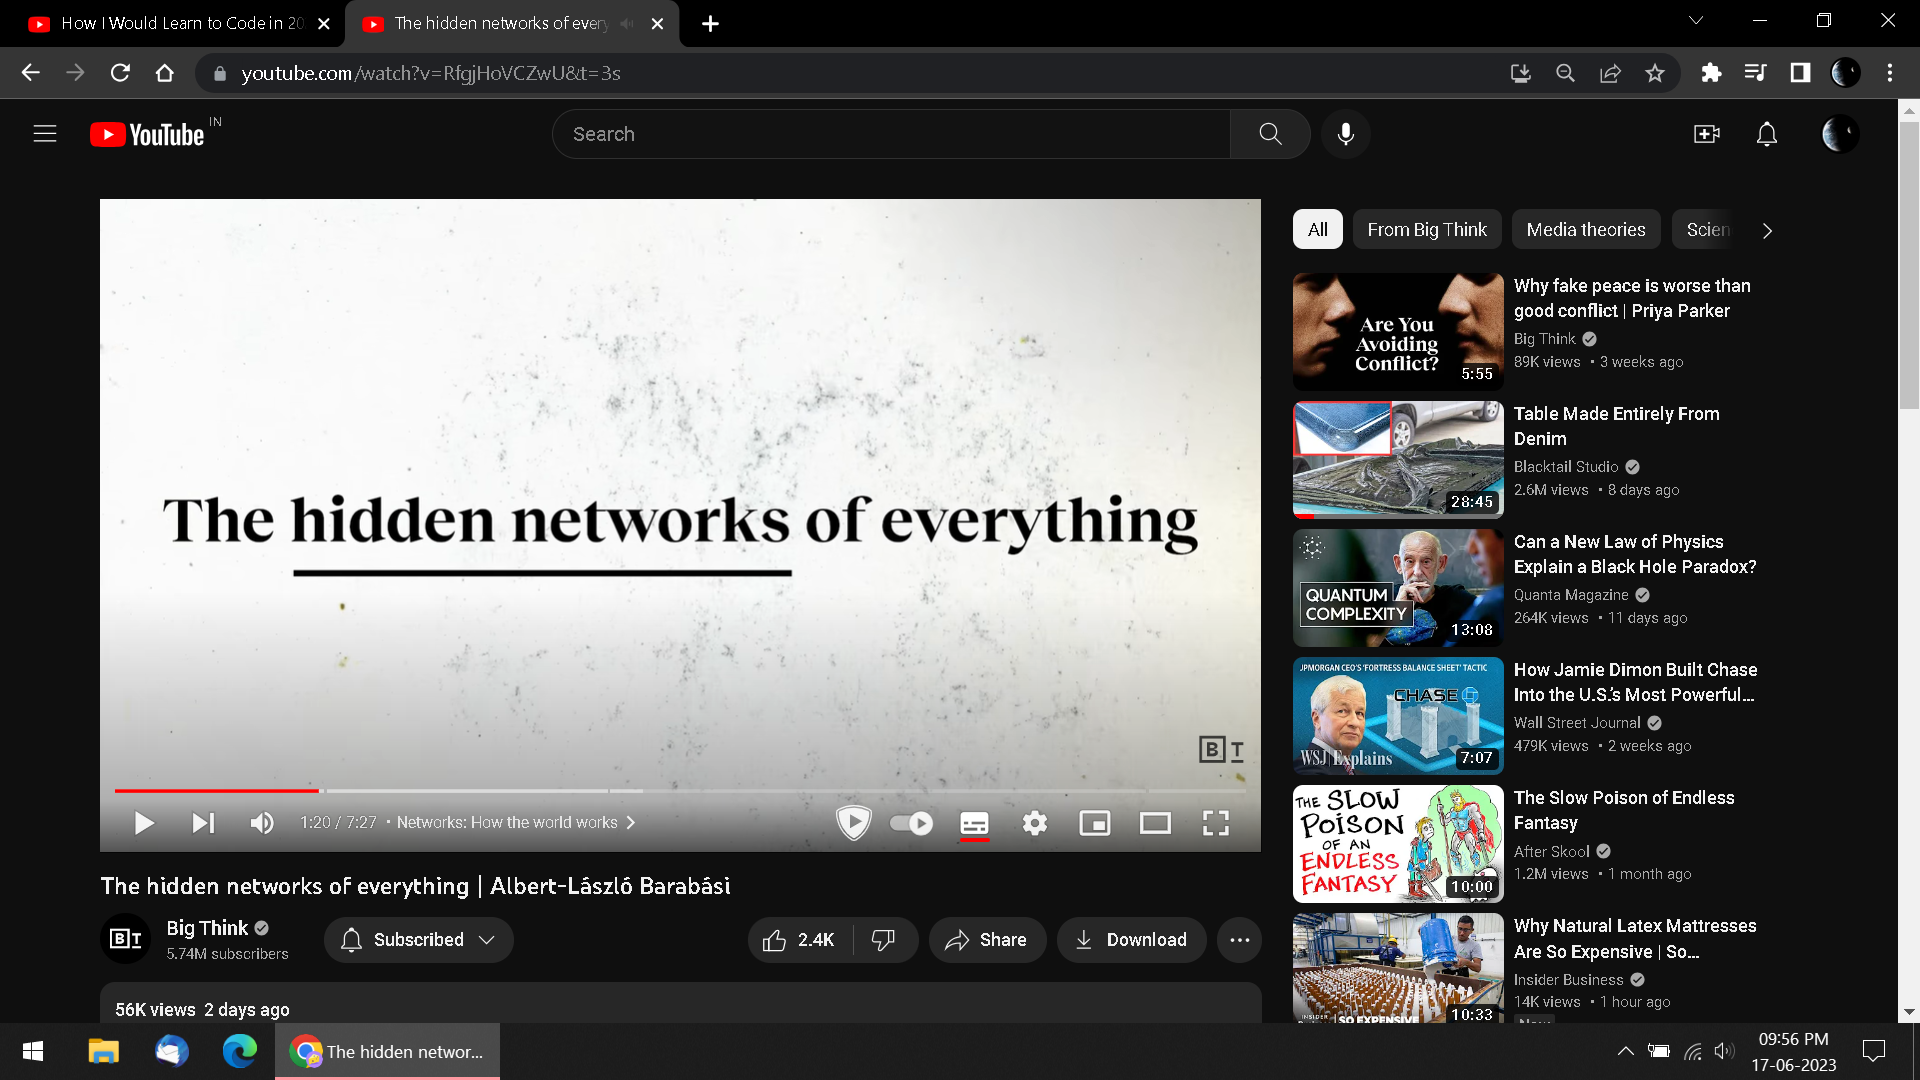 How I Would Learn to Code in 20
The hidden networks of every
youtube.com/watch?v=RfgjHoVCZwU&t=3s
YouTube IN
Search
The hidden networks of everything
B T
1:20 / 7:27 • Networks: How the world works
The hidden networks of everything | Albert-László Barabási
BT
Big Think
5.74M subscribers
Subscribed
2.4K
Share
Download
56K views 2 days ago
All
From Big Think
Media theories
Scien
Are You
Avoiding
Conflict?
5:55
Why fake peace is worse than
good conflict | Priya Parker
Big Think
89K views • 3 weeks ago
28:45
Table Made Entirely From
Denim
Blacktail Studio
2.6M views • 8 days ago
QUANTUM
COMPLEXITY
13:08
Can a New Law of Physics
Explain a Black Hole Paradox?
Quanta Magazine
264K views • 11 days ago
JPMORGAN CEO'S 'FORTRESS BALANCE SHEET' TACTIC
CHASE
WSJ Explains
7:07
How Jamie Dimon Built Chase
Into the U.S.'s Most Powerful...
Wall Street Journal
479K views • 2 weeks ago
THE SLOW
POISON
OF AN
ENDLESS
FANTASY
10:00
The Slow Poison of Endless
Fantasy
After Skool
1.2M views • 1 month ago
INSIDER
SO EXPENSIVE
10:33
Why Natural Latex Mattresses
Are So Expensive | So...
Insider Business
14K views • 1 hour ago
The hidden networ...
09:56 PM
17-06-2023